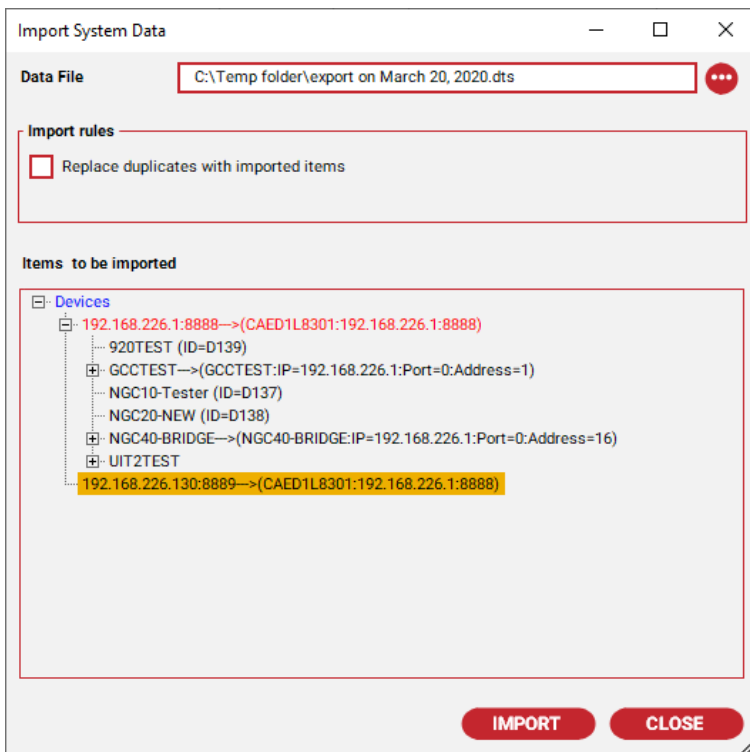 Import System Data
Data File
C:\Temp folder\export on March 20, 2020.dts
Import rules
Replace duplicates with imported items
Items  to be imported
Devices
192.168.226.1:8888--->(CAED1L8301:192.168.226.1:8888)
920TEST (ID=D139)
GCCTEST--->(GCCTEST:IP=192.168.226.1:Port=0:Address=1)
NGC10-Tester (ID=D137)
NGC20-NEW (ID=D138)
NGC40-BRIDGE--->(NGC40-BRIDGE:IP=192.168.226.1:Port=0:Address=16)
UIT2TEST
192.168.226.130:8889--->(CAED1L8301:192.168.226.1:8888)
IMPORT CLOSE